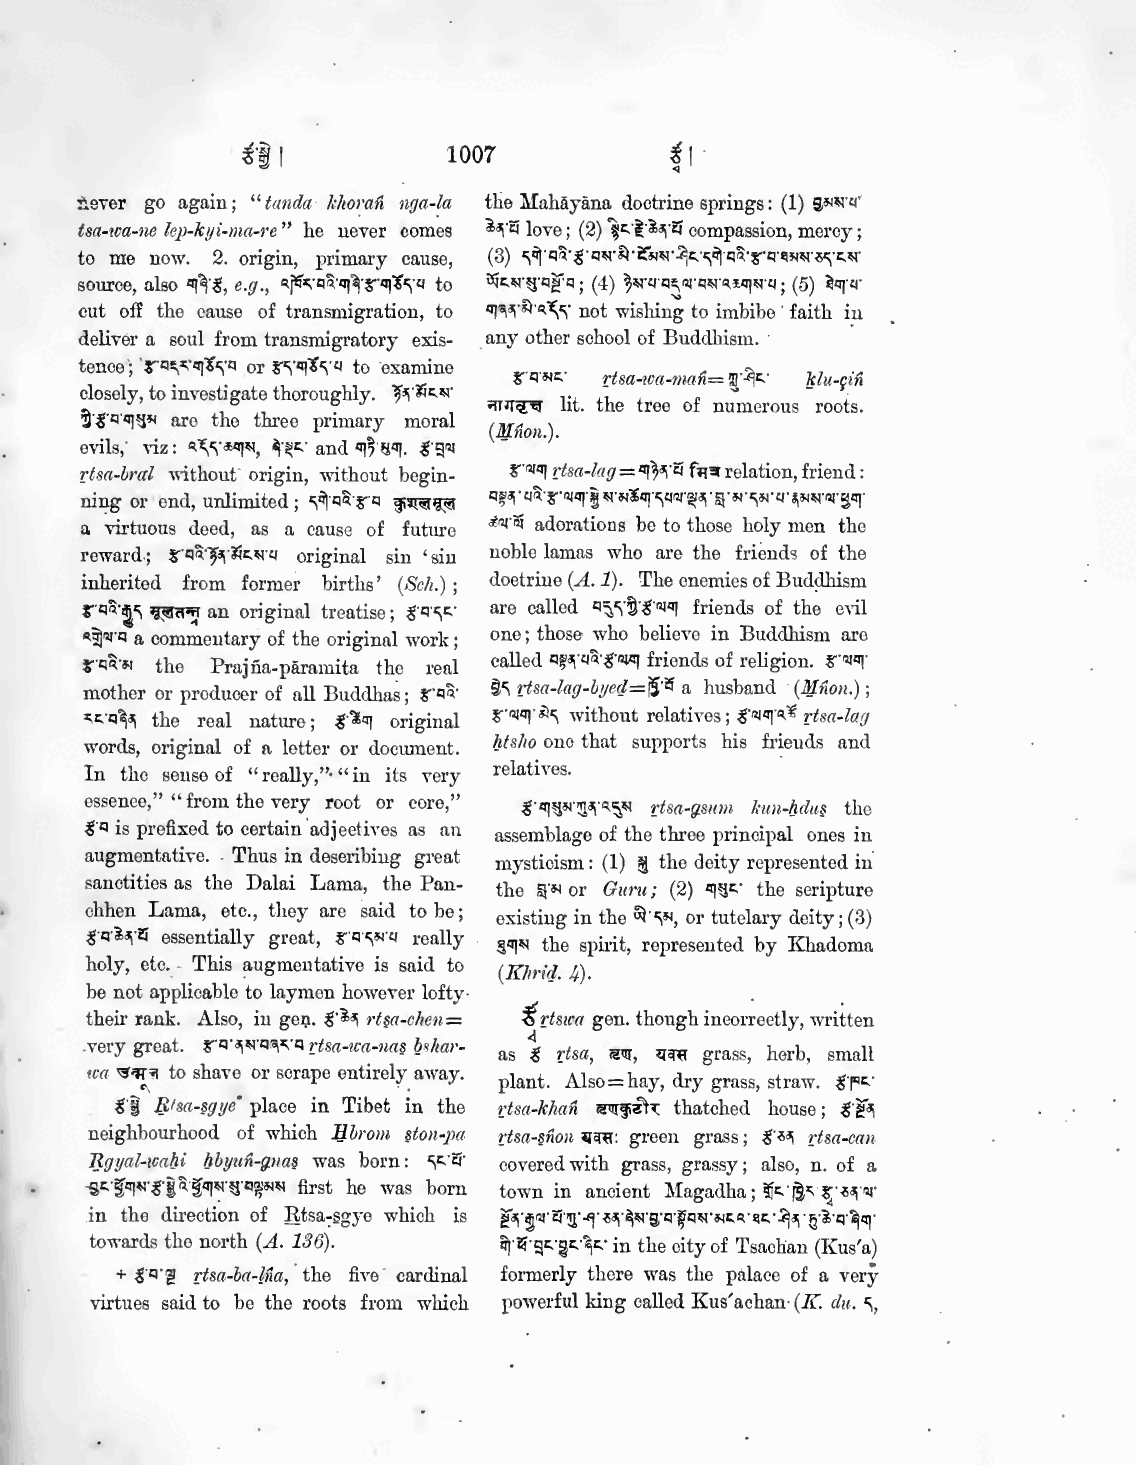 རྩ་སྒྱེ། 1007 རྩྭ།
never go again; “tanda khorań nga-la
tsa-wa-ne lep-kyi-ma-re” he never comes
to me now. 2. origin, primary cause,
source, also གཞི་རྩ, e.g., འཁོར་བའི་གཞི་རྩ་གཅོད་པ to
cut off the cause of transmigration, to
deliver a soul from transmigratory exis-
tence; རྩ་བདར་གཅོད་པ or རྩད་གཅོད་པ to examine
closely, to investigate thoroughly. ཉོན་མོངས་
ཀྱི་རྩ་བ་གསུམ are the three primary moral
evils, viz: འདོད་ཆགས, ཞེ་སྡང་ and གཏི་མུག. རྩ་བྲལ
rtsa-bral without origin, without begin-
ning or end, unlimited; དགེ་བའི་རྩ་བ कुशलमूल
a virtuous deed, as a cause of future
reward; རྩ་བའི་ཉོན་མོངས་པ original sin ‘sin
inherited from former births’ (Sch.);
རྩ་བའི་རྒྱུད मूलतन्त्र an original treatise; རྩ་བ་དང་
འགྲེལ་བ a commentary of the original work;
རྩ་བའི་མ the Prajña-pāramita the real
mother or producer of all Buddhas; རྩ་བའི་
རང་བཞིན the real nature; རྩ་ཚིག original
words, original of a letter or document.
In the sense of “really,” “in its very
essence,” “from the very root or core,”
རྩ་བ is prefixed to certain adjectives as an
augmentative. Thus in describing great
sanctities as the Dalai Lama, the Pan-
chhen Lama, etc., they are said to be;
རྩ་བ་ཆེན་པོ essentially great, རྩ་བ་དམ་པ really
holy, etc. This augmentative is said to
be not applicable to laymen however lofty
their rank. Also, in gen. རྩ་ཆེན rtsa-chen=
very great. རྩ་བ་ནས་བཞར་བ rtsa-wa-nas bshar-
wa to shave or scrape entirely away.
རྩ་སྒྱེ Rtsa-sgye place in Tibet in the
neighbourhood of which Hbrom ston-pa
Rgyal-wahi hbyuń-gnas was born: དང་པོ་
བྱང་ཕྱོགས་རྩ་སྒྱེའི་ཕྱོགས་སུ་བལྟམས first he was born
in the direction of Rtsa-sgye which is
towards the north (A. 136).
+ རྩ་བ་ལྔ rtsa-ba-lńa, the five cardinal
virtues said to be the roots from which
the Mahāyāna doctrine springs: (1) བྱམས་པ་
ཆེན་པོ love; (2) སྙིང་རྗེ་ཆེན་པོ compassion, mercy;
(3) དགེ་བའི་རྩ་བས་མི་ངོམས་ཤིང་དགེ་བའི་རྩ་བ་ཐམས་ཅད་ངས་
ཡོངས་སུ་བསྔོ་བ; (4) ཉེས་པ་བདུལ་བས་འཆགས་པ; (5) ཐེག་པ་
གཞན་མི་འདོད་ not wishing to imbibe faith in
any other school of Buddhism.
རྩ་བ་མང་ rtsa-wa-mań=ཀླུ་ཤིང་ klu-çiń
नागवृक्ष lit. the tree of numerous roots.
(Mńon.).
རྩ་ལག rtsa-lag=གཉེན་པོ मित्र relation, friend:
བསྟན་པའི་རྩ་ལག་སྐྱེས་མཆོག་དཔལ་ལྡན་བླ་མ་དམ་པ་རྣམས་ལ་ཕྱག་
ཚལ་ལོ adorations be to those holy men the
noble lamas who are the friends of the
doctrine (A. 1). The enemies of Buddhism
are called བདུད་ཀྱི་རྩ་ལག friends of the evil
one; those who believe in Buddhism are
called བསྟན་པའི་རྩ་ལག friends of religion. རྩ་ལག་
བྱེད rtsa-lag-byed=ཁྱོ་བོ a husband (Mńon.);
རྩ་ལག་མེད without relatives; རྩ་ལག་འཚོ rtsa-lag
htsho one that supports his friends and
relatives.
རྩ་གསུམ་ཀུན་འདུས rtsa-gsum kun-hdus the
assemblage of the three principal ones in
mysticism: (1) སྐུ the deity represented in
the བླ་མ or Guru; (2) གསུང་ the scripture
existing in the ཡི་དམ, or tutelary deity; (3)
ཐུགས the spirit, represented by Khadoma
(Khrid. 4).
རྩྭ rtswa gen. though incorrectly, written
as རྩ rtsa, तृण, यवस grass, herb, small
plant. Also=hay, dry grass, straw. རྩ་ཁང་
rtsa-khań तृणकुटीर thatched house; རྩ་སྔོན
rtsa-sńon यवसः green grass; རྩ་ཅན rtsa-can
covered with grass, grassy; also, n. of a
town in ancient Magadha; གྲོང་ཁྱེར་རྩྭ་ཅན་ལ་
སྔོན་རྒྱལ་པོ་ཀུ་ཤ་ཅན་ཞེས་བྱ་བ་སྟོབས་མངའ་ཐང་ཤིན་ཏུ་ཆེ་བ་ཞིག་
གི་ཕོ་བྲང་བྱུང་ཞིང་ in the city of Tsachan (Kus'a)
formerly there was the palace of a very
powerful king called Kus'achan (K. du. ད,